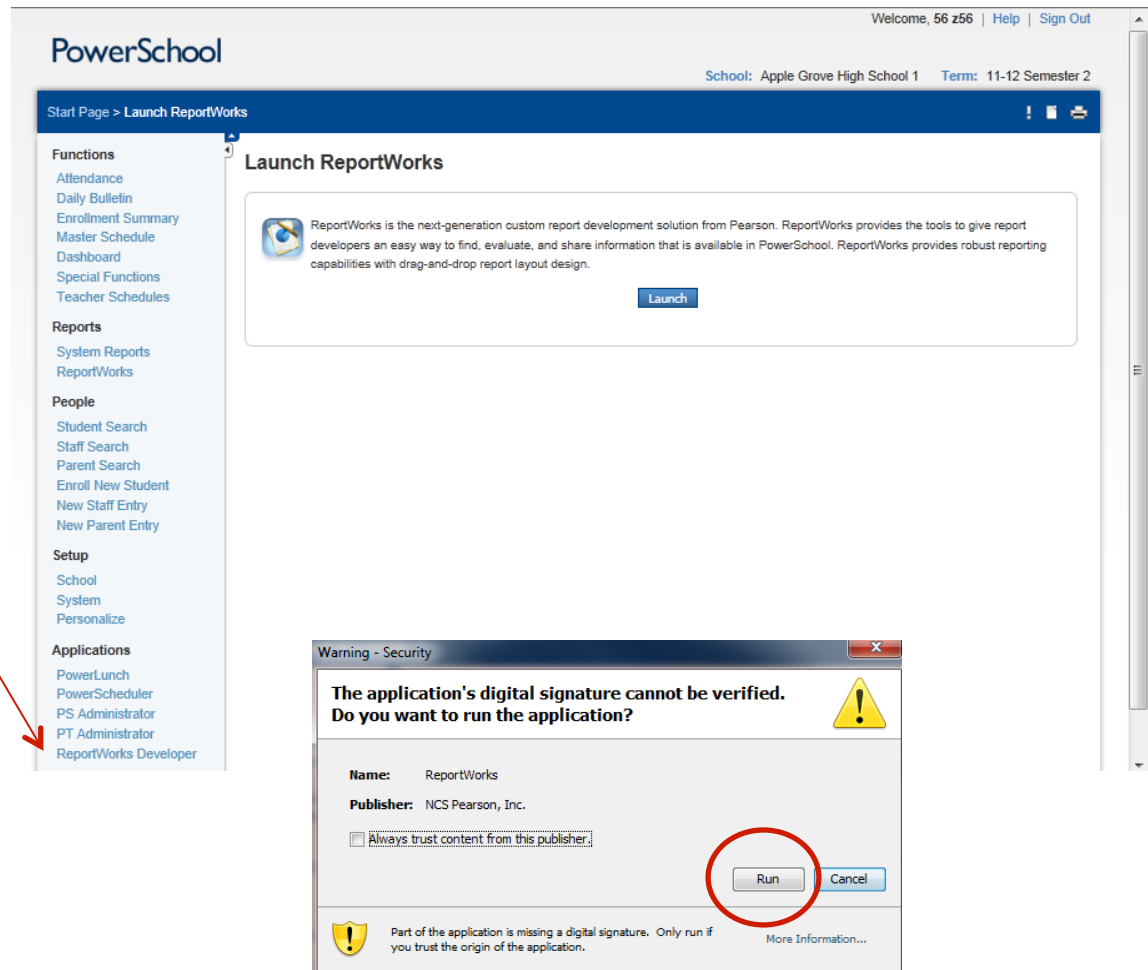 Welcome, 56 z56 | Help | Sign Out
PowerSchool
School: Apple Grove High School 1 Term: 11-12 Semester 2
Start Page > Launch ReportWorks
Functions
Attendance
Daily Bulletin
Enrollment Summary
Master Schedule
Dashboard
Special Functions
Teacher Schedules
Reports
System Reports
ReportWorks
People
Student Search
Staff Search
Parent Search
Enroll New Student
New Staff Entry
New Parent Entry
Setup
School
System
Personalize
Applications
PowerLunch
PowerScheduler
PS Administrator
PT Administrator
ReportWorks Developer
Launch ReportWorks
ReportWorks is the next-generation custom report development solution from Pearson. ReportWorks provides the tools to give report
developers an easy way to find, evaluate, and share information that is available in PowerSchool. ReportWorks provides robust reporting
capabilities with drag-and-drop report layout design.
Launch
Warning - Security
The application's digital signature cannot be verified.
Do you want to run the application?
Name: ReportWorks
Publisher: NCS Pearson, Inc.
Always trust content from this publisher.
Run Cancel
Part of the application is missing a digital signature. Only run if
you trust the origin of the application.
More Information...